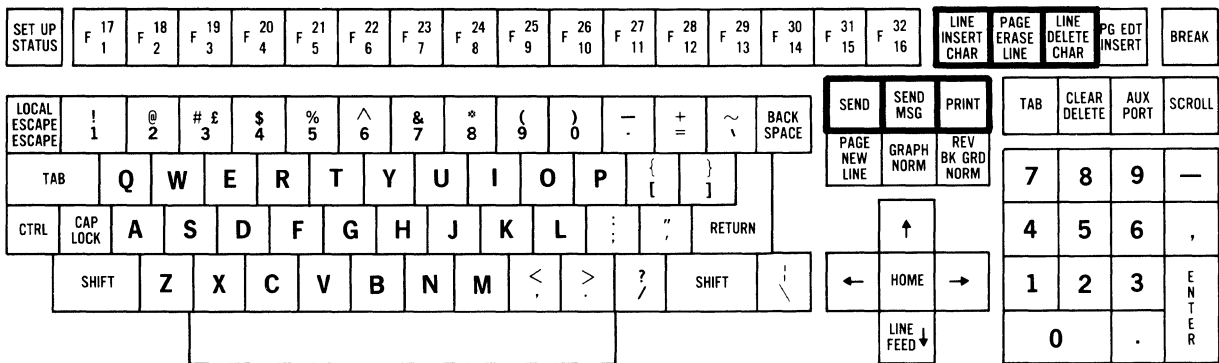 SET UP STATUS F 17 1 F 18 2 F 19 3 F 20 4 F 21 5 F 22 6 F 23 7 F 24 8 F 25 9 F 26 10 F 27 11 F 28 12 F 29 13 F 30 14 F 31 15 F 32 16 LINE INSERT CHAR PAGE ERASE LINE LINE DELETE CHAR PG EDT INSERT BREAK
LOCAL ESCAPE ESCAPE ! 1 @ 2 # £ 3 $ 4 % 5 ^ 6 & 7 * 8 ( 9 ) 0 — - + = ~ \ BACK SPACE SEND SEND MSG PRINT TAB CLEAR DELETE AUX PORT SCROLL
TAB Q W E R T Y U I O P { [ } ] PAGE NEW LINE GRAPH NORM REV BK GRD NORM 7 8 9 —
CTRL CAP LOCK A S D F G H J K L : ; " ' RETURN ↑ 4 5 6 ,
SHIFT Z X C V B N M < , > . ? / SHIFT ¦ \ ← HOME → 1 2 3 ENTER
LINE FEED ↓ 0 .